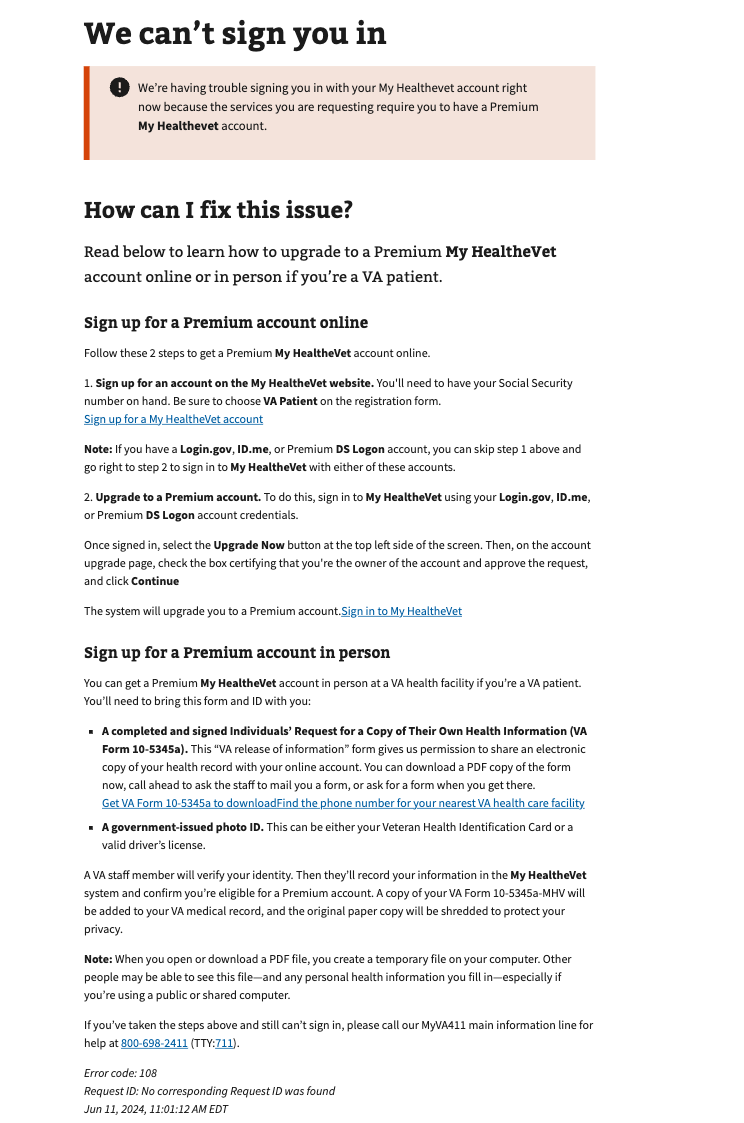 We can’t sign you in
We’re having trouble signing you in with your My Healthevet account right
now because the services you are requesting require you to have a Premium
My Healthevet account.
How can I fix this issue?
Read below to learn how to upgrade to a Premium My HealtheVet
account online or in person if you’re a VA patient.
Sign up for a Premium account online
Follow these 2 steps to get a Premium My HealtheVet account online.
1. Sign up for an account on the My HealtheVet website. You'll need to have your Social Security
number on hand. Be sure to choose VA Patient on the registration form.
Sign up for a My HealtheVet account
Note: If you have a Login.gov, ID.me, or Premium DS Logon account, you can skip step 1 above and
go right to step 2 to sign in to My HealtheVet with either of these accounts.
2. Upgrade to a Premium account. To do this, sign in to My HealtheVet using your Login.gov, ID.me,
or Premium DS Logon account credentials.
Once signed in, select the Upgrade Now button at the top left side of the screen. Then, on the account
upgrade page, check the box certifying that you're the owner of the account and approve the request,
and click Continue
The system will upgrade you to a Premium account.Sign in to My HealtheVet
Sign up for a Premium account in person
You can get a Premium My HealtheVet account in person at a VA health facility if you’re a VA patient.
You’ll need to bring this form and ID with you:
▪ A completed and signed Individuals’ Request for a Copy of Their Own Health Information (VA
Form 10-5345a). This “VA release of information” form gives us permission to share an electronic
copy of your health record with your online account. You can download a PDF copy of the form
now, call ahead to ask the staff to mail you a form, or ask for a form when you get there.
Get VA Form 10-5345a to downloadFind the phone number for your nearest VA health care facility
▪ A government-issued photo ID. This can be either your Veteran Health Identification Card or a
valid driver’s license.
A VA staff member will verify your identity. Then they’ll record your information in the My HealtheVet
system and confirm you’re eligible for a Premium account. A copy of your VA Form 10-5345a-MHV will
be added to your VA medical record, and the original paper copy will be shredded to protect your
privacy.
Note: When you open or download a PDF file, you create a temporary file on your computer. Other
people may be able to see this file—and any personal health information you fill in—especially if
you’re using a public or shared computer.
If you’ve taken the steps above and still can’t sign in, please call our MyVA411 main information line for
help at 800-698-2411 (TTY:711).
Error code: 108
Request ID: No corresponding Request ID was found
Jun 11, 2024, 11:01:12 AM EDT